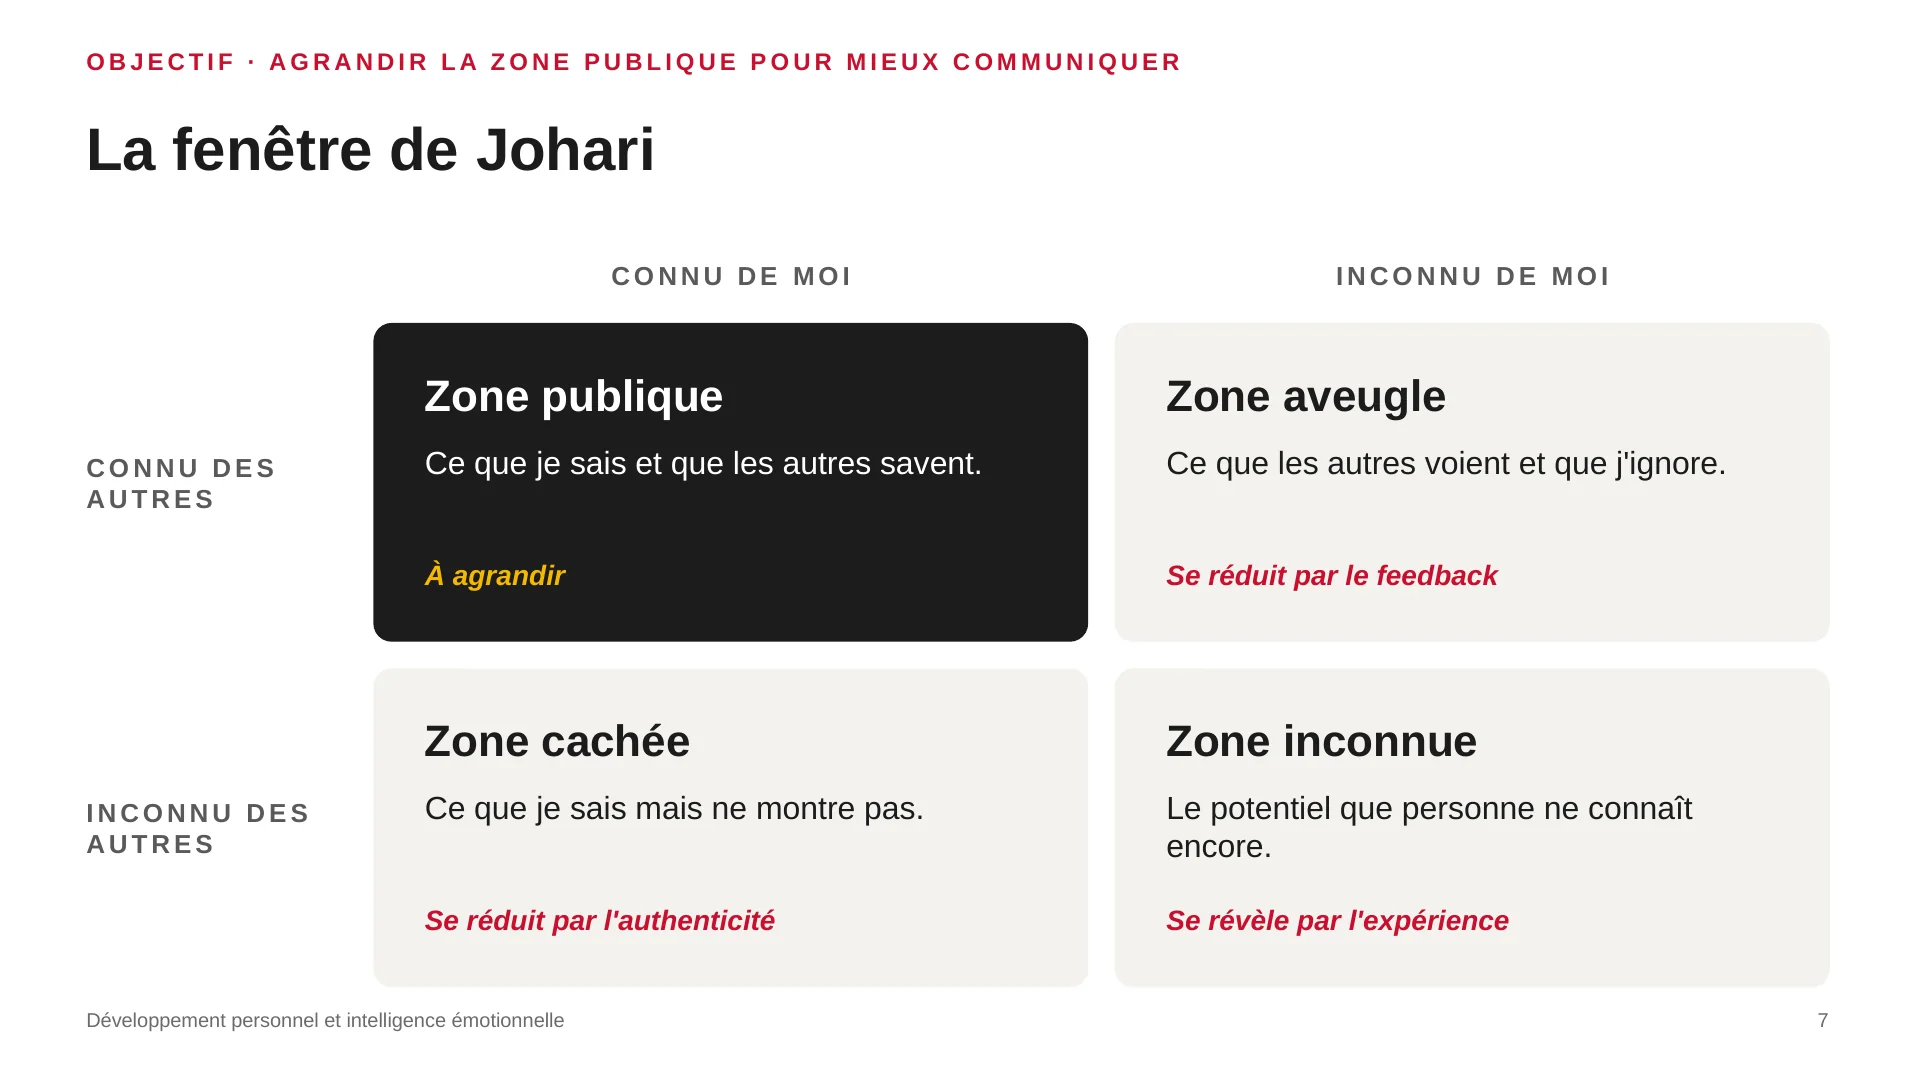 OBJECTIF · AGRANDIR LA ZONE PUBLIQUE POUR MIEUX COMMUNIQUER
La fenêtre de Johari
CONNU DE MOI
INCONNU DE MOI
CONNU DES
AUTRES
Zone publique
Ce que je sais et que les autres savent.
À agrandir
Zone aveugle
Ce que les autres voient et que j'ignore.
Se réduit par le feedback
INCONNU DES
AUTRES
Zone cachée
Ce que je sais mais ne montre pas.
Se réduit par l'authenticité
Zone inconnue
Le potentiel que personne ne connaît
encore.
Se révèle par l'expérience
Développement personnel et intelligence émotionnelle
7